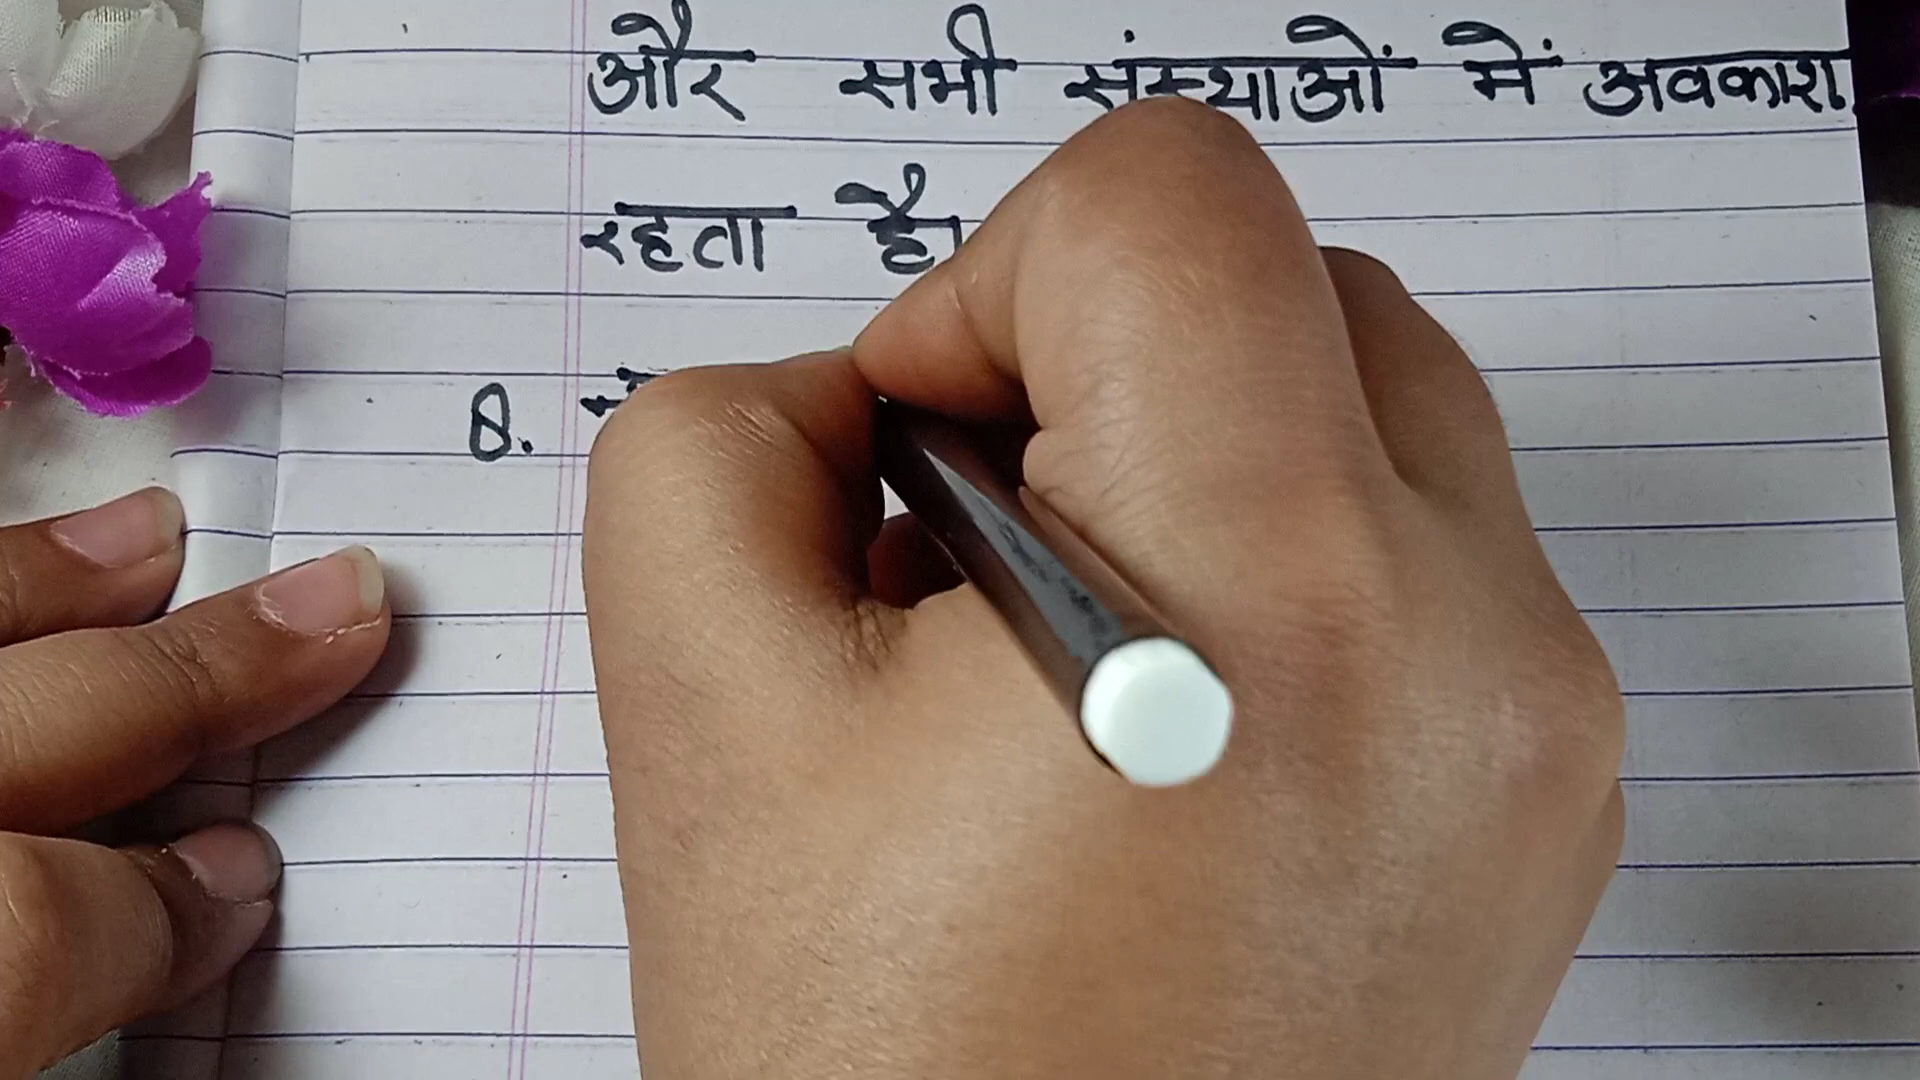 और सभी संस्थाओं में अवकाश
रहता है।
8.